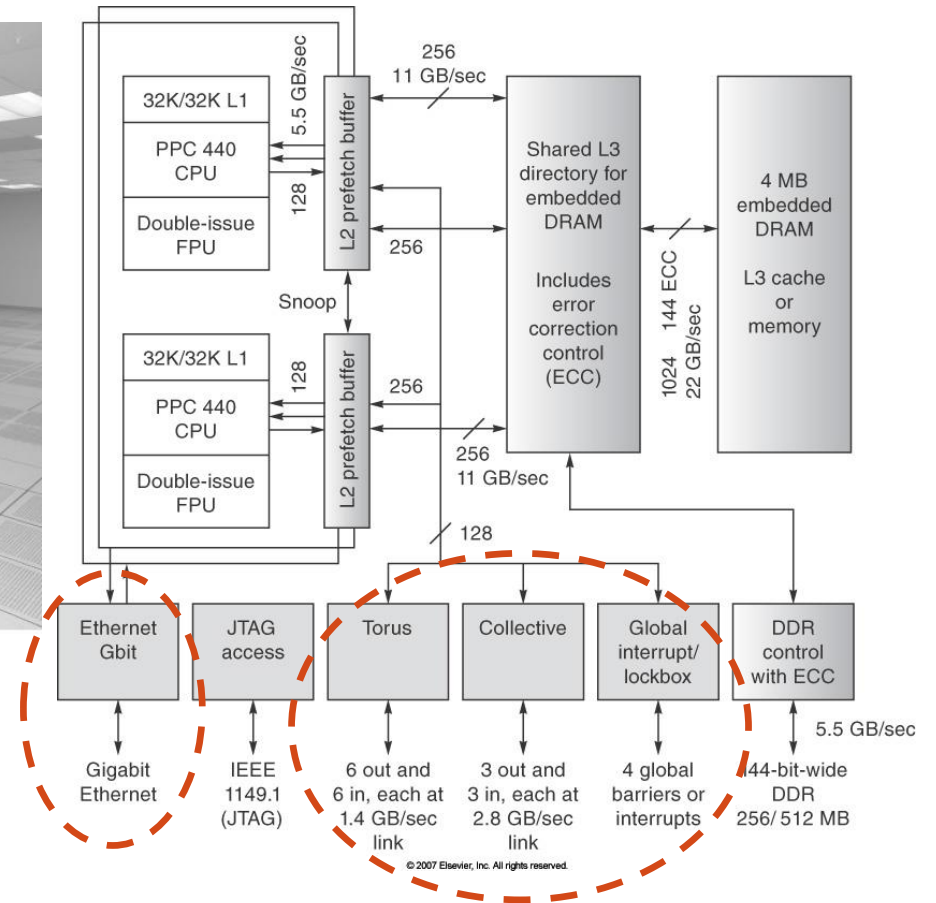 256
11 GB/sec
5.5 GB/sec
32K/32K L1
PPC 440
CPU
Double-issue
FPU
128
L2 prefetch buffer
256
Snoop
Shared L3
directory for
embedded
DRAM
Includes
error
correction
control
(ECC)
1024 144 ECC
22 GB/sec
4 MB
embedded
DRAM
L3 cache
or
memory
32K/32K L1
PPC 440
CPU
Double-issue
FPU
128
L2 prefetch buffer
256
256
11 GB/sec
128
Ethernet
Gbit
JTAG
access
Torus
Collective
Global
interrupt/
lockbox
DDR
control
with ECC
5.5 GB/sec
Gigabit
Ethernet
IEEE
1149.1
(JTAG)
6 out and
6 in, each at
1.4 GB/sec
link
3 out and
3 in, each at
2.8 GB/sec
link
4 global
barriers or
interrupts
144-bit-wide
DDR
256/ 512 MB
© 2007 Elsevier, Inc. All rights reserved.